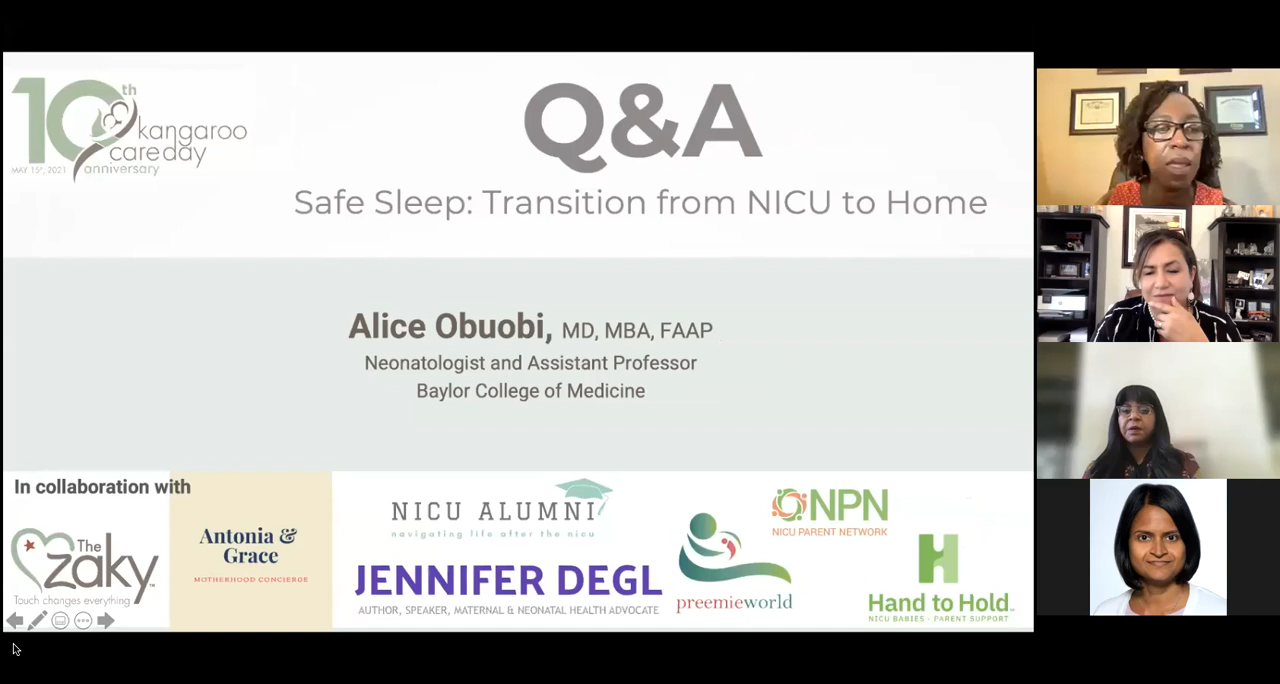 10th
kangaroo
care day
MAY 15th, 2021
anniversary
Q&A
Safe Sleep: Transition from NICU to Home
Alice Obuobi, MD, MBA, FAAP
Neonatologist and Assistant Professor
Baylor College of Medicine
In collaboration with
The
zaky™
Touch changes everything
Antonia &
Grace
MOTHERHOOD CONCIERGE
NICU ALUMNI
navigating life after the nicu
JENNIFER DEGL
AUTHOR, SPEAKER, MATERNAL & NEONATAL HEALTH ADVOCATE
preemieworld
NPN
NICU PARENT NETWORK
Hand to Hold
NICU BABIES - PARENT SUPPORT